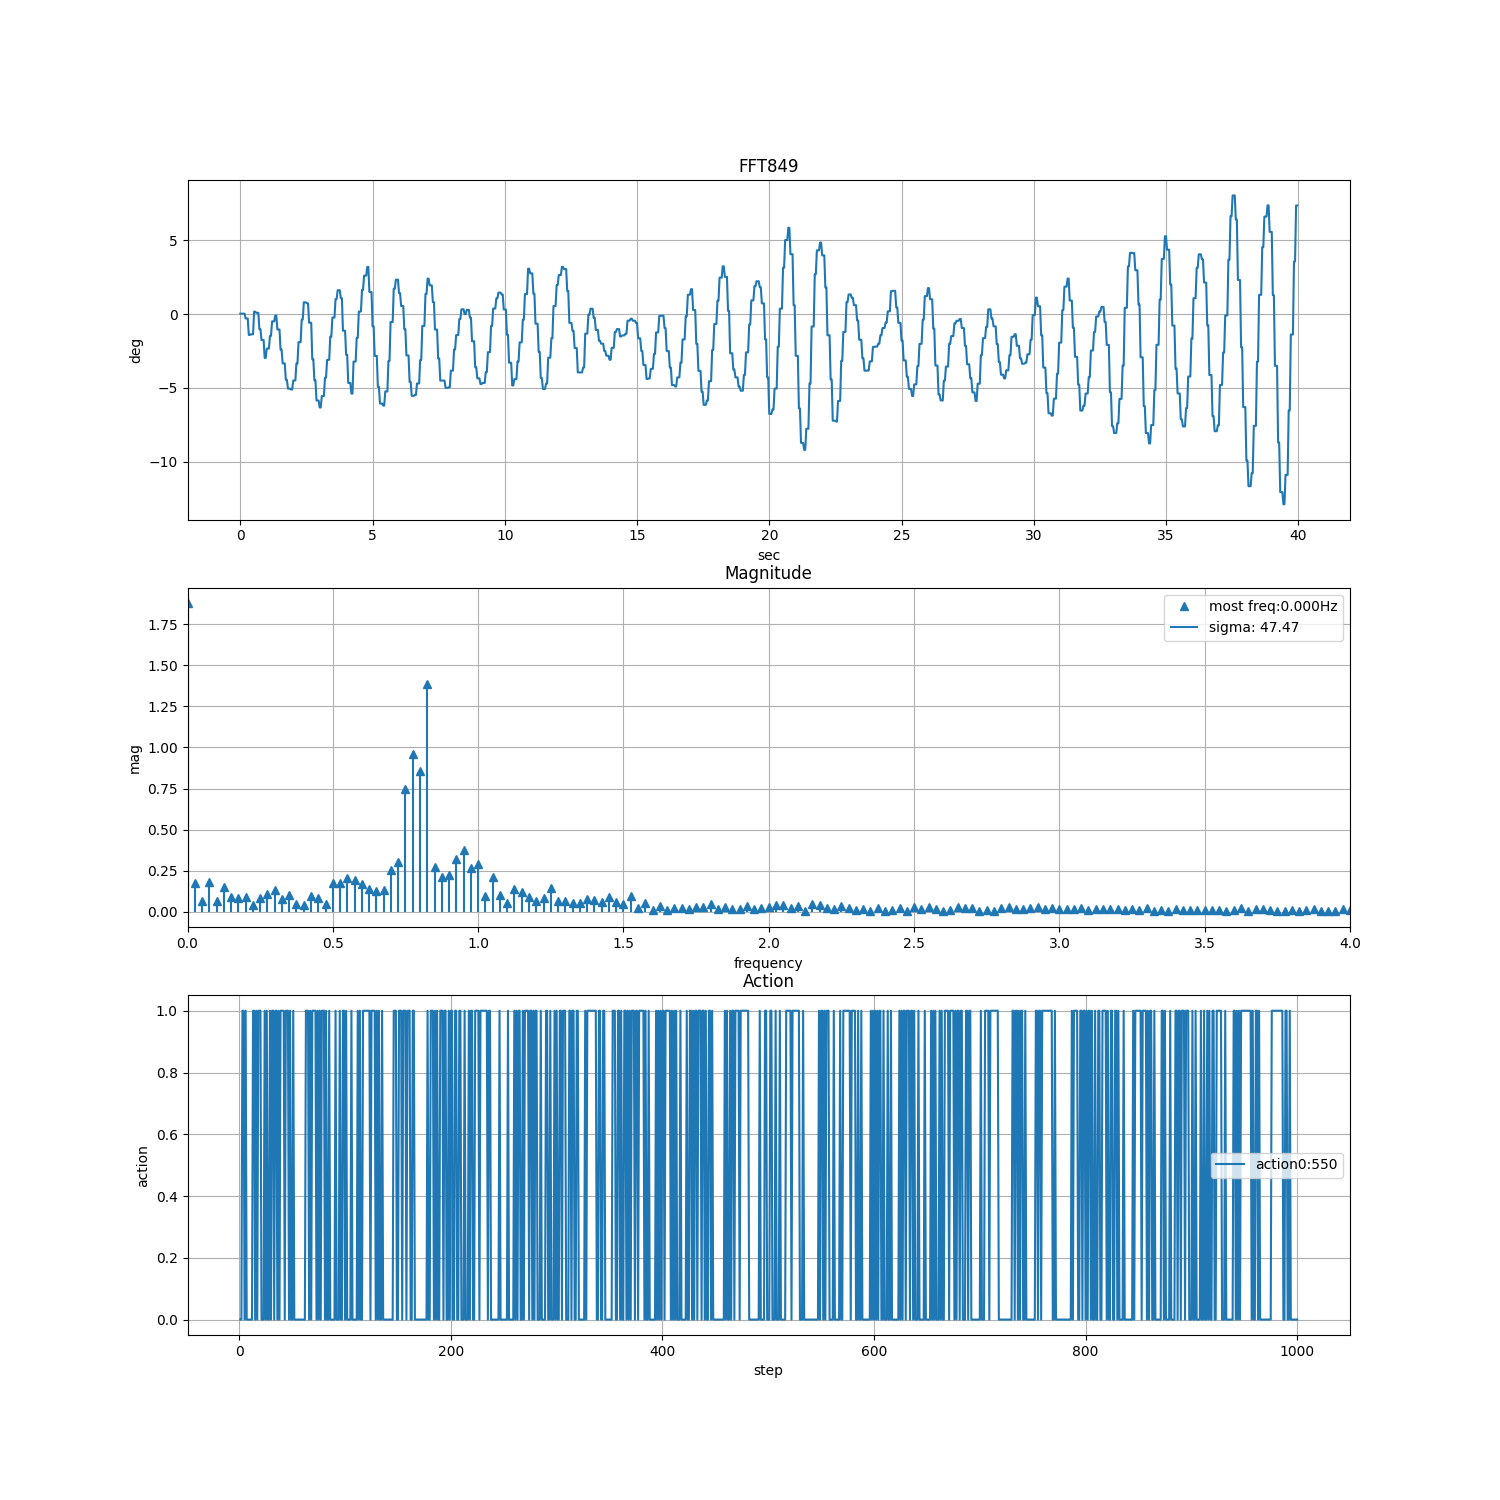 FFT849
deg
5
0
−5
−10
0 5 10 15 20 25 30 35 40
sec
Magnitude
mag
1.75
1.50
1.25
1.00
0.75
0.50
0.25
0.00
most freq:0.000Hz
sigma: 47.47
0.0 0.5 1.0 1.5 2.0 2.5 3.0 3.5 4.0
frequency
Action
action
1.0
0.8
0.6
0.4
0.2
0.0
action0:550
0 200 400 600 800 1000
step